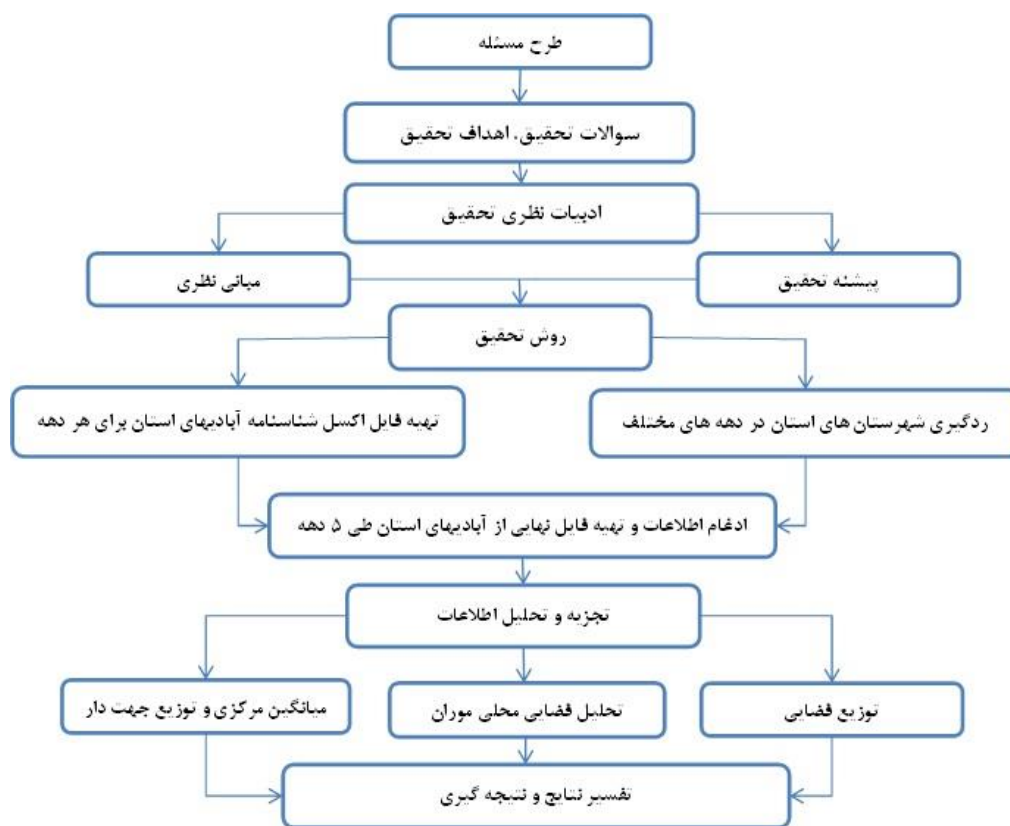 طرح مسئله
سوالات تحقیق، اهداف تحقیق
ادبیات نظری تحقیق
پیشنه تحقیق
مبانی نظری
روش تحقیق
ردگیری شهرستان های استان در دهه های مختلف
تهیه فایل اکسل شناسنامه آبادیهای استان برای هر دهه
ادغام اطلاعات و تهیه فایل نهایی از آبادیهای استان طی ۵ دهه
تجزیه و تحلیل اطلاعات
توزیع فضایی
تحلیل فضایی محلی موران
میانگین مرکزی و توزیع جهت دار
تفسیر نتایج و نتیجه گیری